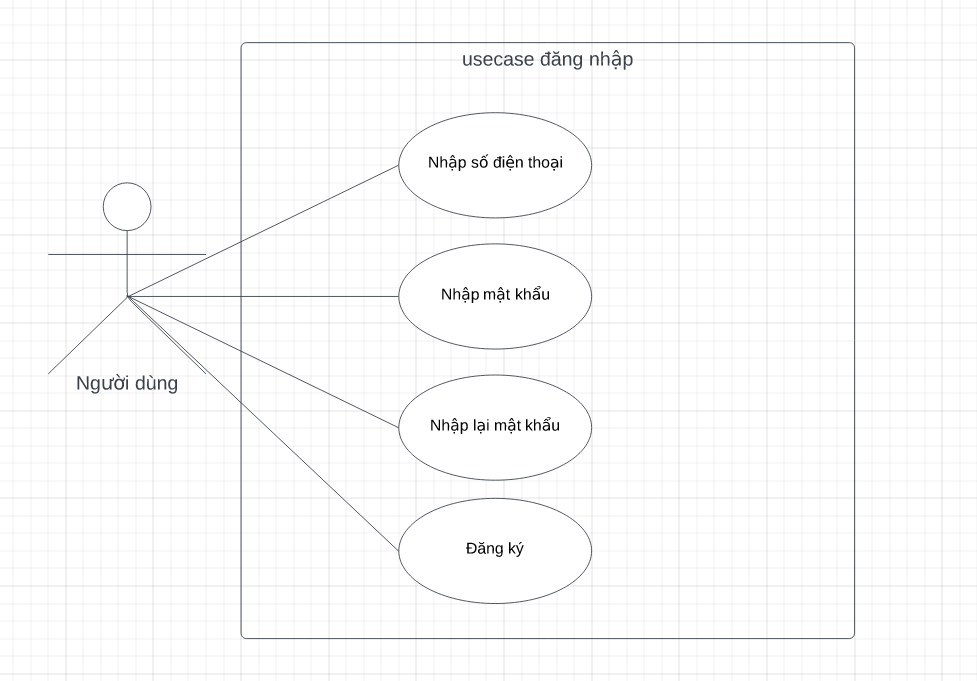 usecase đăng nhập
Nhập số điện thoại
Nhập mật khẩu
Người dùng
Nhập lại mật khẩu
Đăng ký